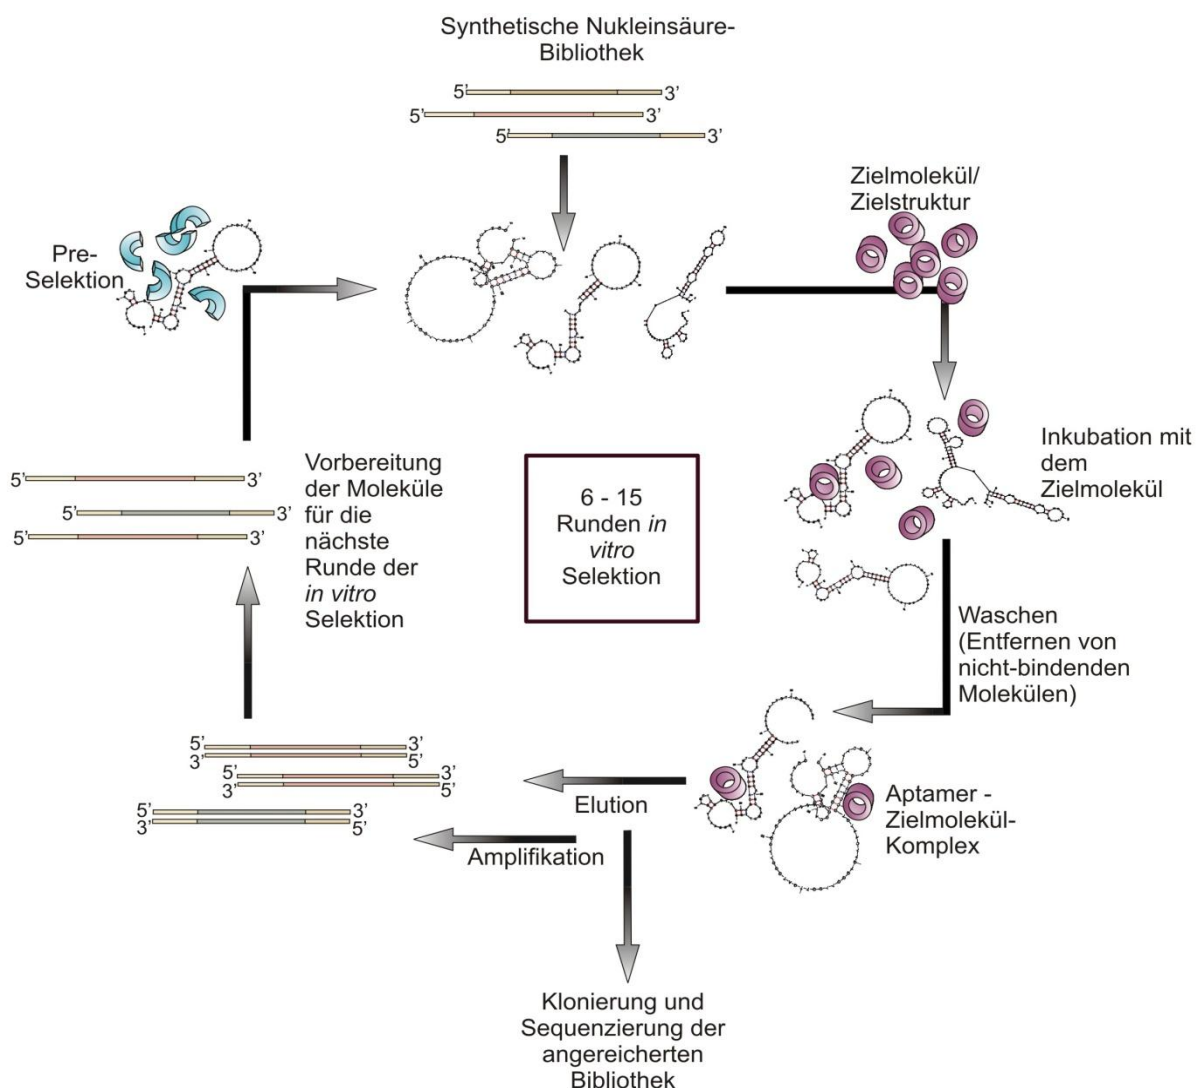 Synthetische Nukleinsäure-
Bibliothek
5’ 3’
5’ 3’
5’ 3’
Zielmolekül/
Zielstruktur
Pre-
Selektion
Inkubation mit
dem
Zielmolekül
5’ 3’
5’ 3’
5’ 3’
Vorbereitung
der Moleküle
für die
nächste
Runde der
in vitro
Selektion
6 - 15
Runden in
vitro
Selektion
Waschen
(Entfernen von
nicht-bindenden
Molekülen)
5’ 3’
3’ 5’
5’ 3’
3’ 5’
5’ 3’
3’ 5’
Elution
Amplifikation
Aptamer -
Zielmolekül-
Komplex
Klonierung und
Sequenzierung der
angereicherten
Bibliothek